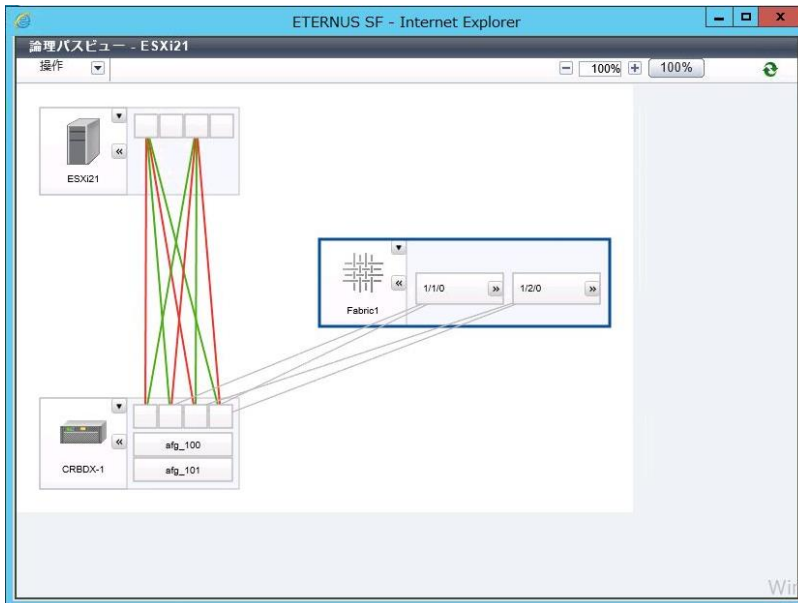 ETERNUS SF - Internet Explorer
論理パスビュー - ESXi21
操作
100%
100%
ESXi21
1/1/0
1/2/0
Fabric1
afg_100
CRBDX-1
afg_101